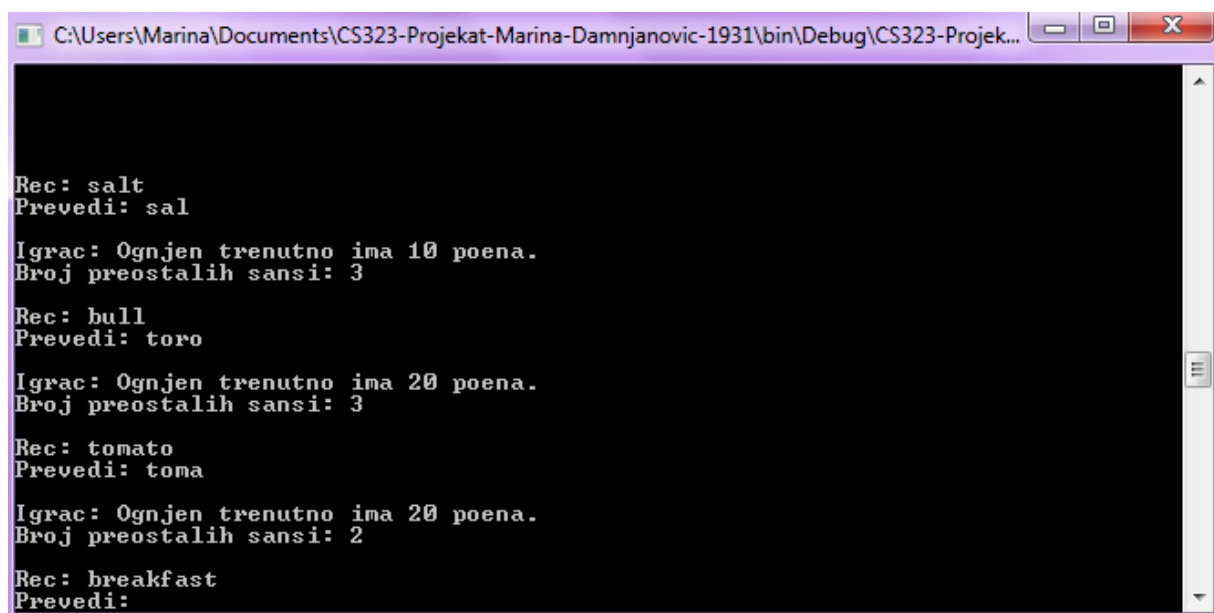 C:\Users\Marina\Documents\CS323-Projekat-Marina-Damnjanovic-1931\bin\Debug\CS323-Projek...
Rec: salt
Prevedi: sal
Igrac: Ognjen trenutno ima 10 poena.
Broj preostalih sansi: 3
Rec: bull
Prevedi: toro
Igrac: Ognjen trenutno ima 20 poena.
Broj preostalih sansi: 3
Rec: tomato
Prevedi: toma
Igrac: Ognjen trenutno ima 20 poena.
Broj preostalih sansi: 2
Rec: breakfast
Prevedi: